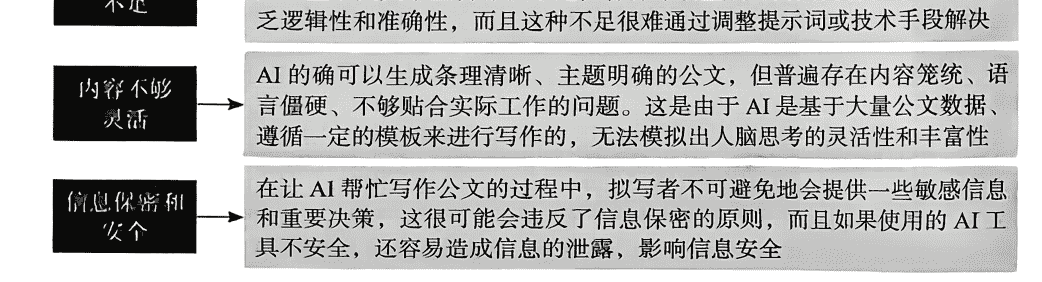 不足
乏逻辑性和准确性，而且这种不足很难通过调整提示词或技术手段解决
内容不够
灵活
AI 的确可以生成条理清晰、主题明确的公文，但普遍存在内容笼统、语
言僵硬、不够贴合实际工作的问题。这是由于 AI 是基于大量公文数据、
遵循一定的模板来进行写作的，无法模拟出人脑思考的灵活性和丰富性
信息保密和
安全
在让 AI 帮忙写作公文的过程中，拟写者不可避免地会提供一些敏感信息
和重要决策，这很可能会违反了信息保密的原则，而且如果使用的 AI 工
具不安全，还容易造成信息的泄露，影响信息安全